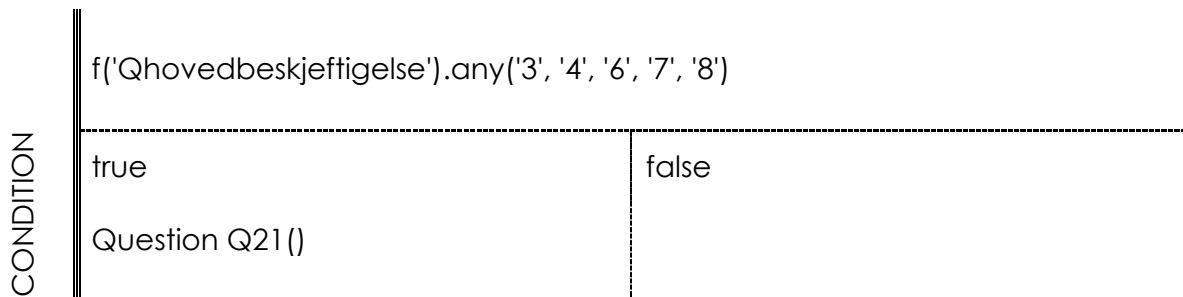 CONDITION
f('Qhovedbeskjeftigelse').any('3', '4', '6', '7', '8')
true
false
Question Q21()